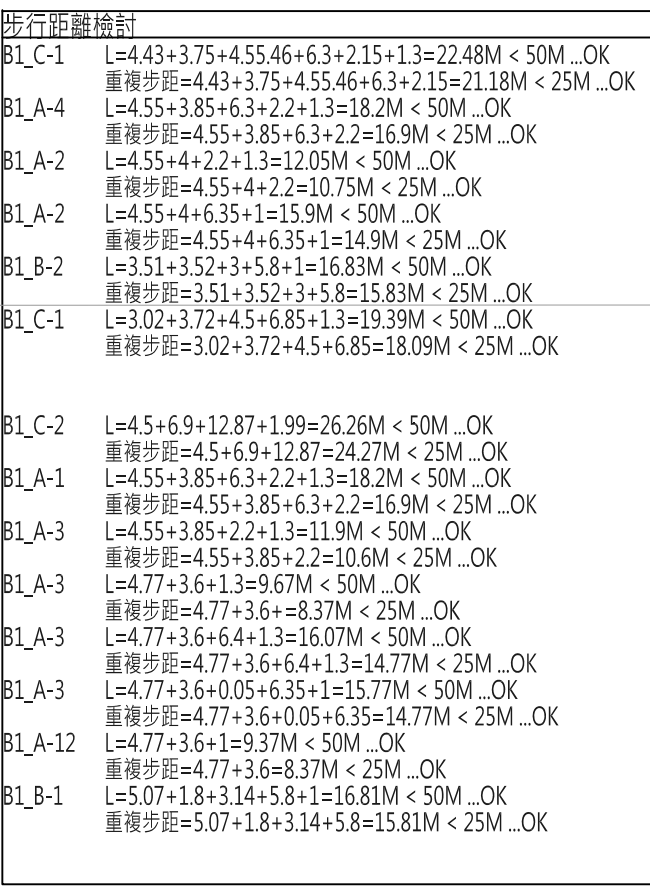 步行距離檢討
B1_C-1 L=4.43+3.75+4.55.46+6.3+2.15+1.3=22.48M < 50M ...OK
重複步距=4.43+3.75+4.55.46+6.3+2.15=21.18M < 25M ...OK
B1_A-4 L=4.55+3.85+6.3+2.2+1.3=18.2M < 50M ...OK
重複步距=4.55+3.85+6.3+2.2=16.9M < 25M ...OK
B1_A-2 L=4.55+4+2.2+1.3=12.05M < 50M ...OK
重複步距=4.55+4+2.2=10.75M < 25M ...OK
B1_A-2 L=4.55+4+6.35+1=15.9M < 50M ...OK
重複步距=4.55+4+6.35+1=14.9M < 25M ...OK
B1_B-2 L=3.51+3.52+3+5.8+1=16.83M < 50M ...OK
重複步距=3.51+3.52+3+5.8=15.83M < 25M ...OK
B1_C-1 L=3.02+3.72+4.5+6.85+1.3=19.39M < 50M ...OK
重複步距=3.02+3.72+4.5+6.85=18.09M < 25M ...OK
B1_C-2 L=4.5+6.9+12.87+1.99=26.26M < 50M ...OK
重複步距=4.5+6.9+12.87=24.27M < 25M ...OK
B1_A-1 L=4.55+3.85+6.3+2.2+1.3=18.2M < 50M ...OK
重複步距=4.55+3.85+6.3+2.2=16.9M < 25M ...OK
B1_A-3 L=4.55+3.85+2.2+1.3=11.9M < 50M ...OK
重複步距=4.55+3.85+2.2=10.6M < 25M ...OK
B1_A-3 L=4.77+3.6+1.3=9.67M < 50M ...OK
重複步距=4.77+3.6+=8.37M < 25M ...OK
B1_A-3 L=4.77+3.6+6.4+1.3=16.07M < 50M ...OK
重複步距=4.77+3.6+6.4+1.3=14.77M < 25M ...OK
B1_A-3 L=4.77+3.6+0.05+6.35+1=15.77M < 50M ...OK
重複步距=4.77+3.6+0.05+6.35=14.77M < 25M ...OK
B1_A-12 L=4.77+3.6+1=9.37M < 50M ...OK
重複步距=4.77+3.6=8.37M < 25M ...OK
B1_B-1 L=5.07+1.8+3.14+5.8+1=16.81M < 50M ...OK
重複步距=5.07+1.8+3.14+5.8=15.81M < 25M ...OK